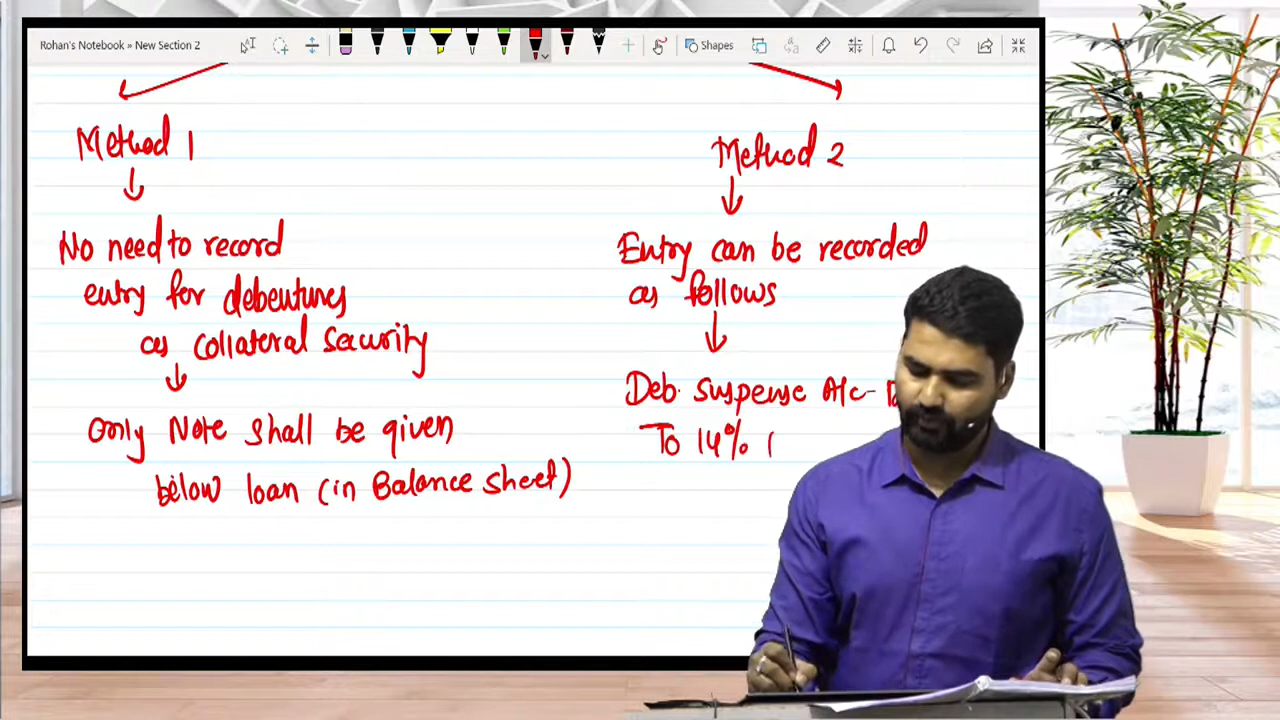 Rohan's Notebook » New Section 2
Shapes
Method 1
No need to record
entry for debentures
as collateral security
Only Note shall be given
below loan (in Balance sheet)
Method 2
Entry can be recorded
as follows
Deb. suspense A/c-
To 14%